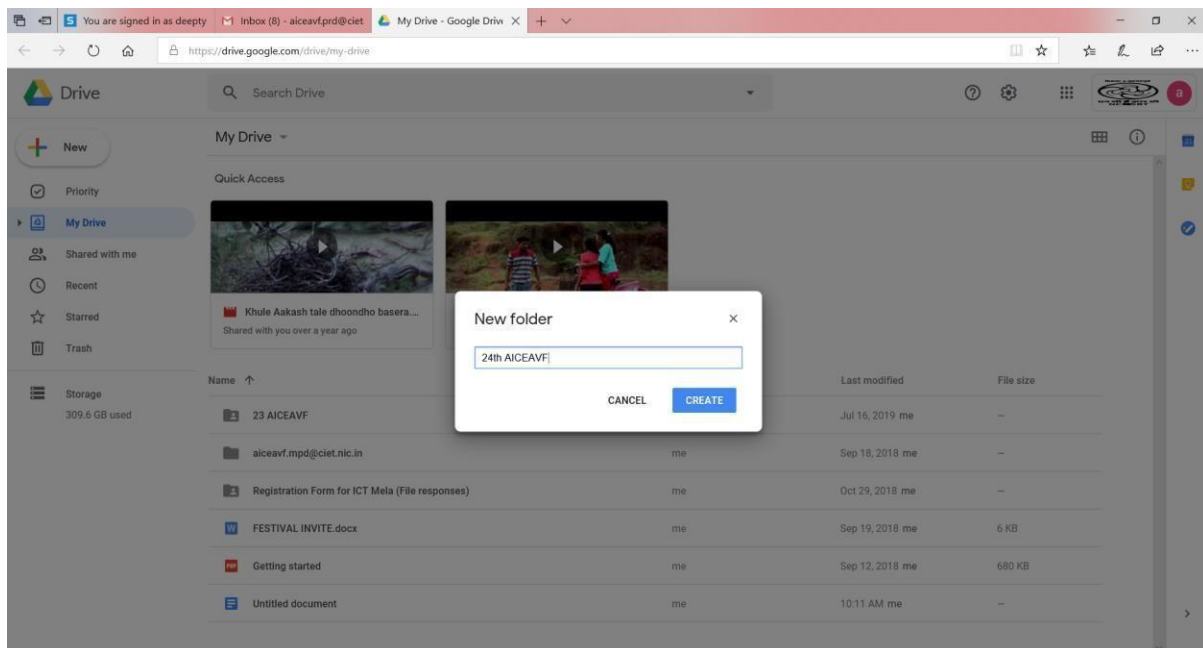 You are signed in as deepty
Inbox (8) - aiceavf.prd@ciet
My Drive - Google Driv
https://drive.google.com/drive/my-drive
Drive
Search Drive
a
New
My Drive
Priority
My Drive
Shared with me
Recent
Starred
Trash
Storage
309.6 GB used
Quick Access
Khule Aakash tale dhoondho basera....
Shared with you over a year ago
New folder
24th AICEAVF
CANCEL CREATE
Name Last modified File size
23 AICEAVF Jul 16, 2019 me –
aiceavf.mpd@ciet.nic.in me Sep 18, 2018 me –
Registration Form for ICT Mela (File responses) me Oct 29, 2018 me –
W FESTIVAL INVITE.docx me Sep 19, 2018 me 6 KB
PDF Getting started me Sep 12, 2018 me 680 KB
Untitled document me 10:11 AM me –